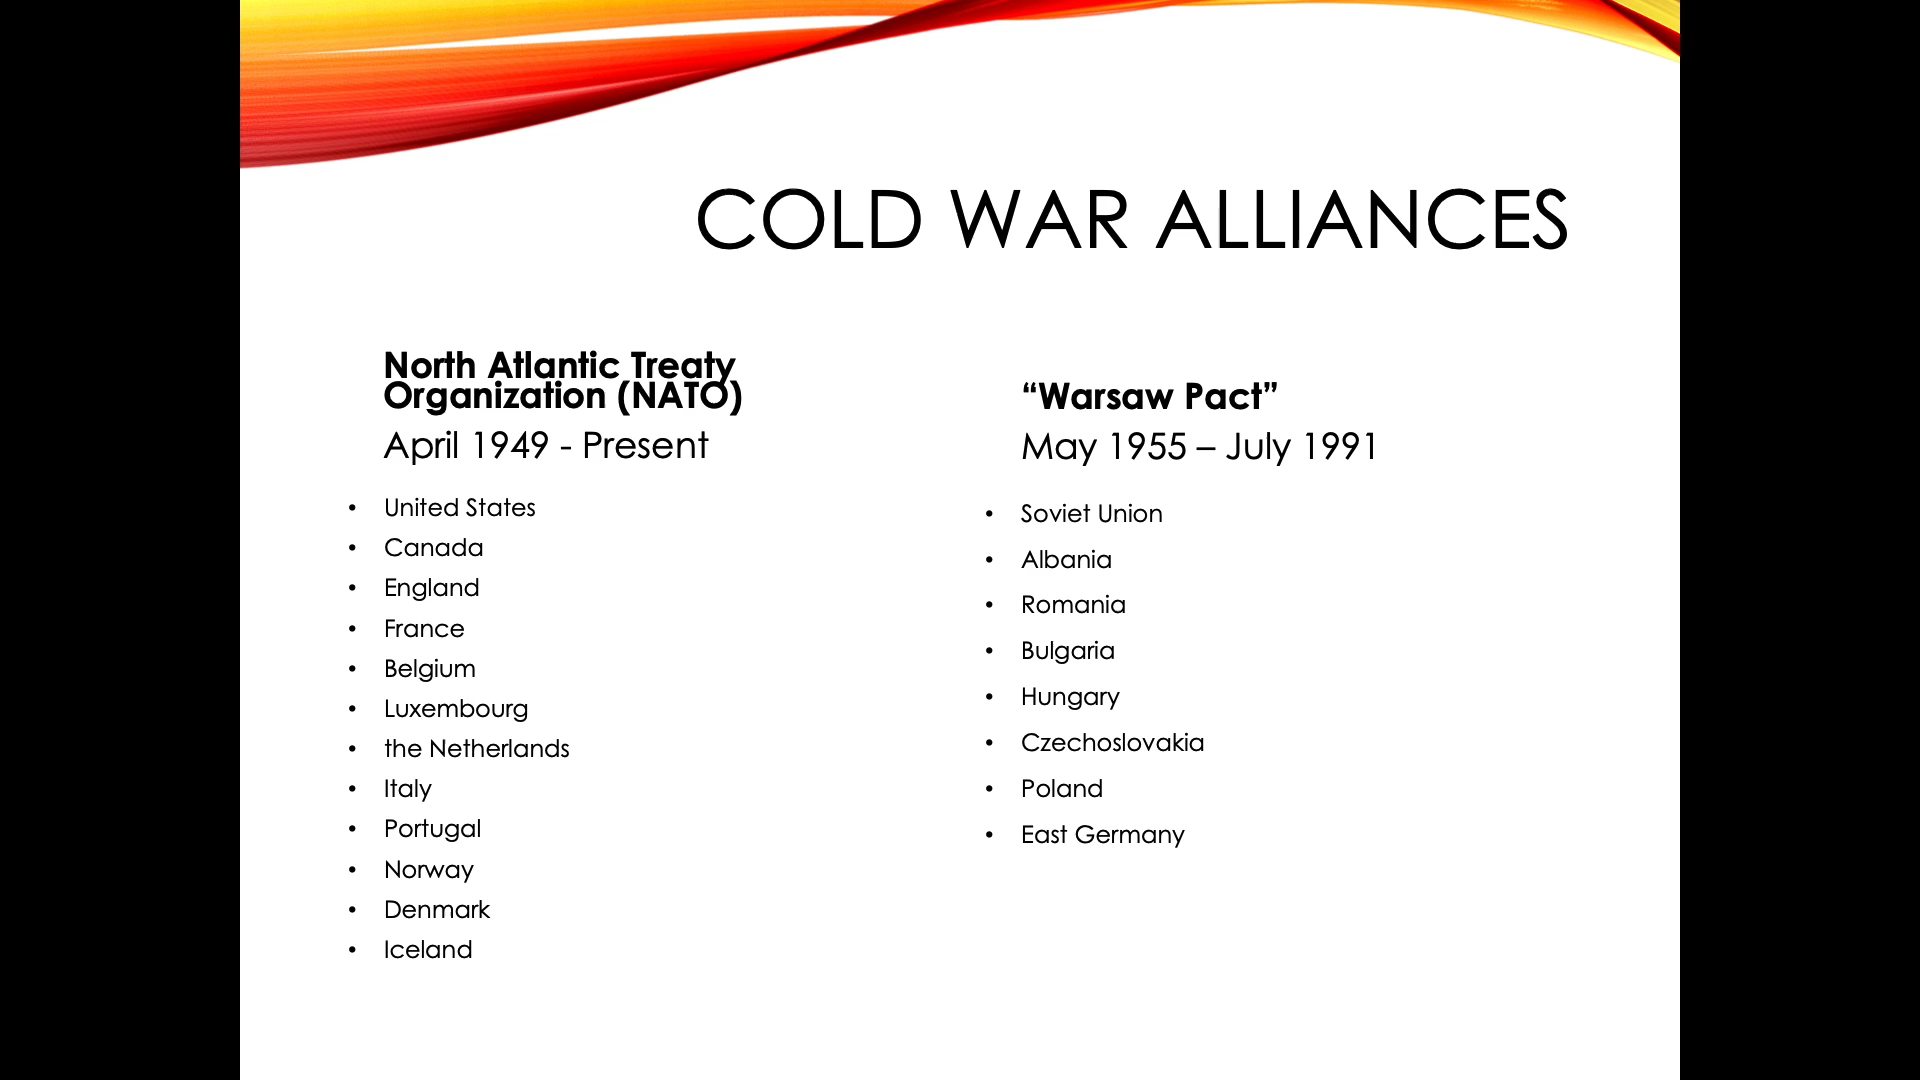 COLD WAR ALLIANCES
North Atlantic Treaty
Organization (NATO)
April 1949 - Present
• United States
• Canada
• England
• France
• Belgium
• Luxembourg
• the Netherlands
• Italy
• Portugal
• Norway
• Denmark
• Iceland
“Warsaw Pact”
May 1955 – July 1991
• Soviet Union
• Albania
• Romania
• Bulgaria
• Hungary
• Czechoslovakia
• Poland
• East Germany